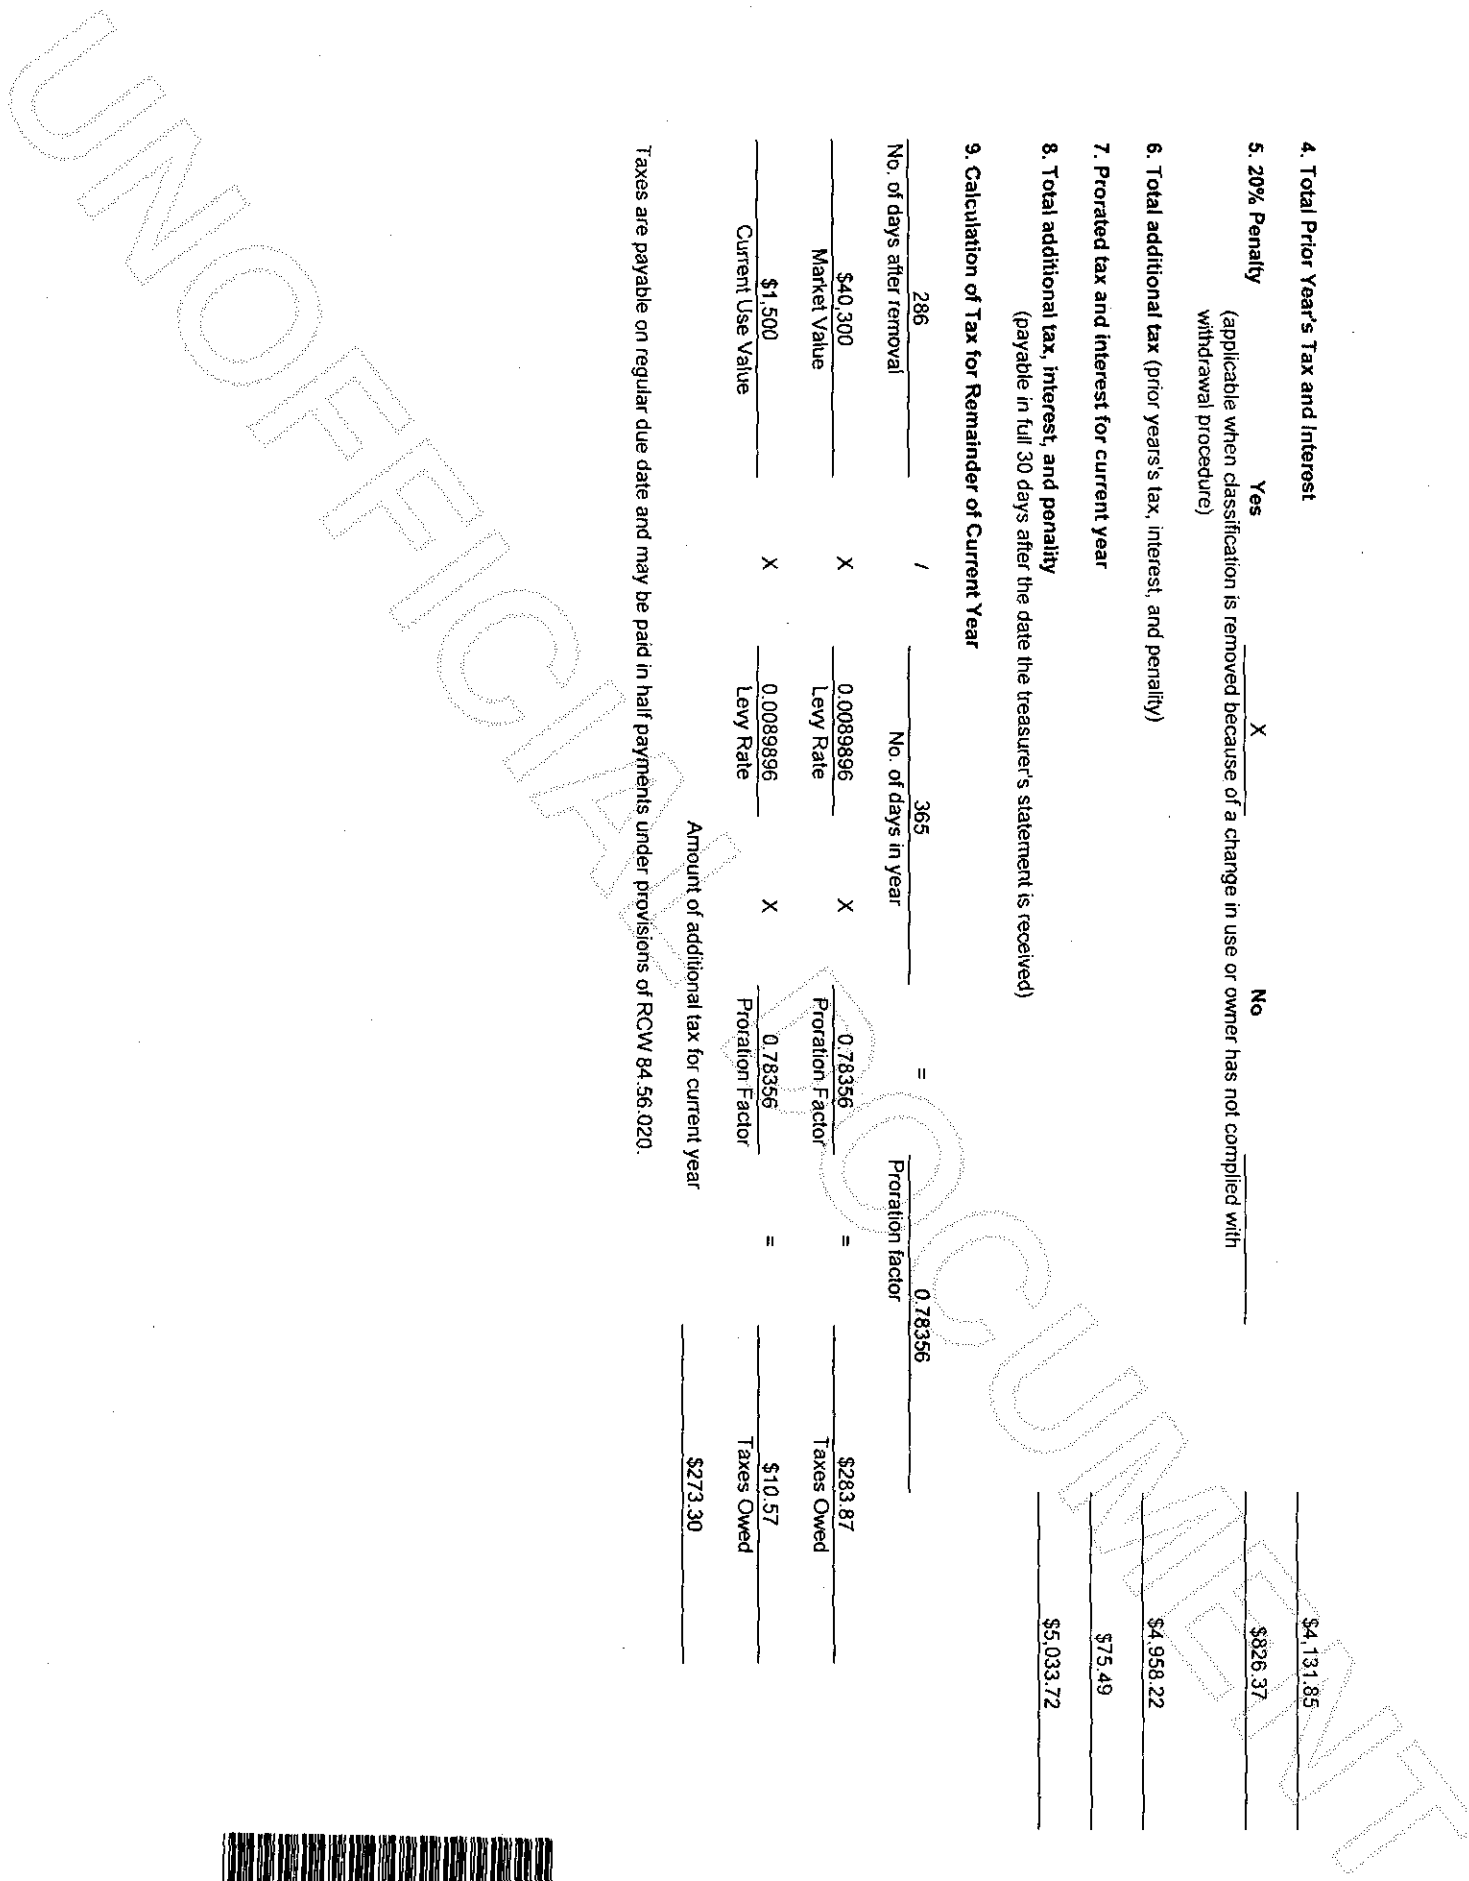 4. Total Prior Year's Tax and Interest $4,131.85
5. 20% Penalty Yes X No $826.37
(applicable when classification is removed because of a change in use or owner has not complied with
withdrawal procedure)
6. Total additional tax (prior years's tax, interest, and penality) $4,958.22
7. Prorated tax and interest for current year $75.49
8. Total additional tax, interest, and penality $5,033.72
(payable in full 30 days after the date the treasurer's statement is received)
9. Calculation of Tax for Remainder of Current Year
286 / 365 = 0.78356
No. of days after removal No. of days in year Proration factor
$40,300 X 0.0089896 X 0.78356 = $283.87
Market Value Levy Rate Proration Factor Taxes Owed
$1,500 X 0.0089896 X 0.78356 = $10.57
Current Use Value Levy Rate Proration Factor Taxes Owed
Amount of additional tax for current year $273.30
Taxes are payable on regular due date and may be paid in half payments under provisions of RCW 84.56.020.
UNOFFICIAL DOCUMENT